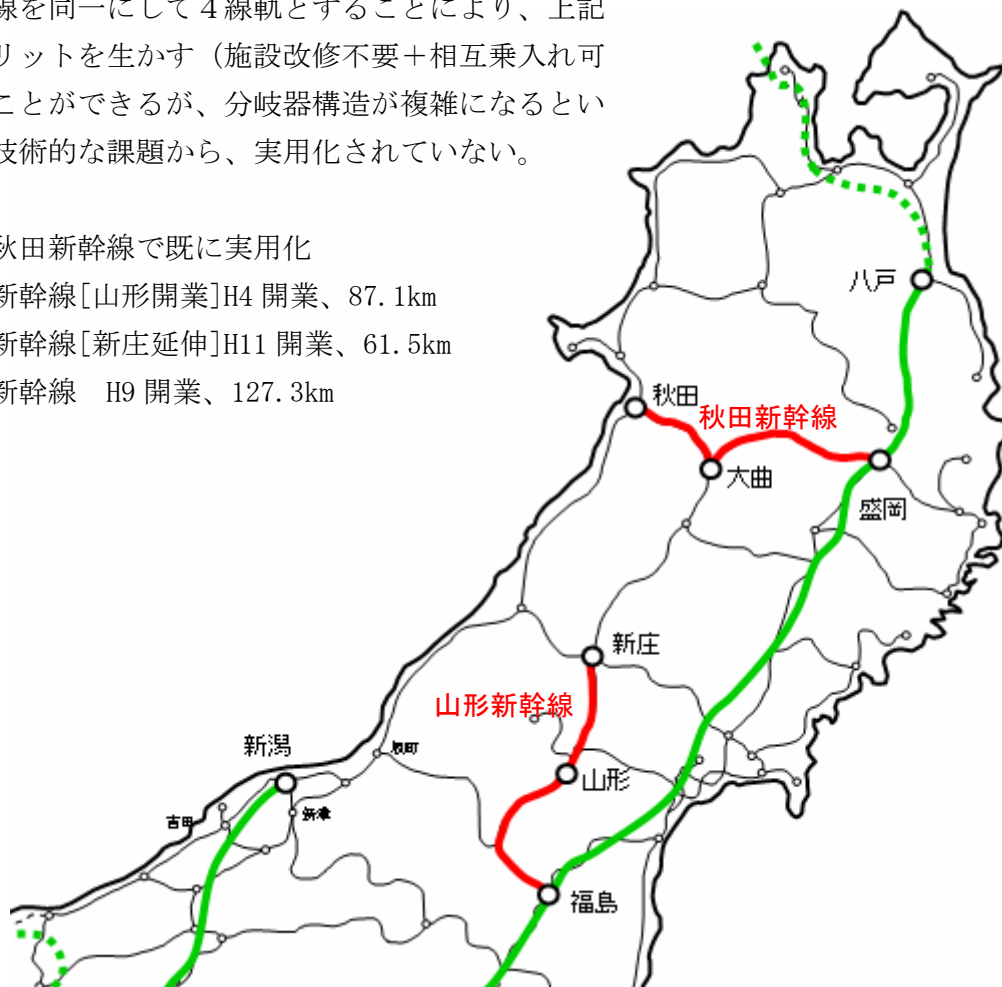 線を同一にして４線軌とすることにより、上記
リットを生かす（施設改修不要＋相互乗入れ可
ことができるが、分岐器構造が複雑になるとい
技術的な課題から、実用化されていない。
秋田新幹線で既に実用化
新幹線[山形開業]H4 開業、87.1km
新幹線[新庄延伸]H11 開業、61.5km
新幹線　H9 開業、127.3km
八戸
秋田
秋田新幹線
大曲
盛岡
新庄
山形新幹線
新潟
山形
吉田
福島